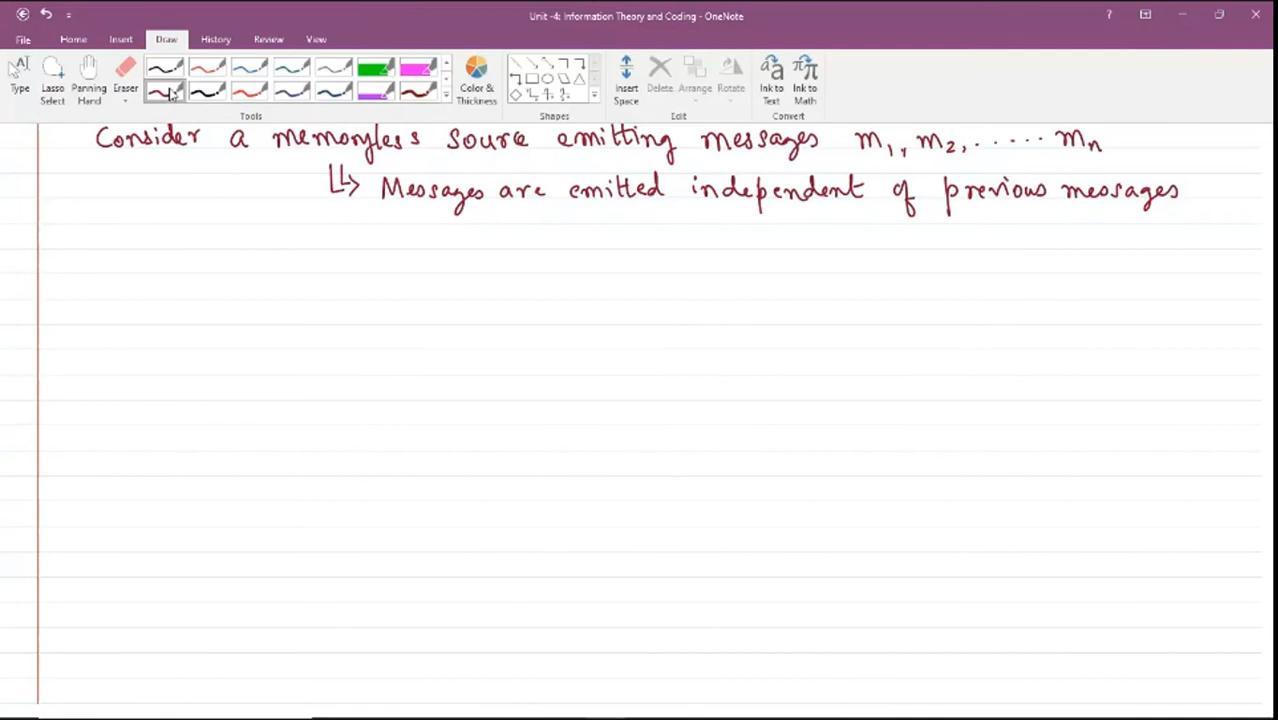 Unit -4: Information Theory and Coding - OneNote
File Home Insert Draw History Review View
Type Lasso Select Panning Hand Eraser Color & Thickness Insert Space Delete Arrange Rotate Ink to Text Ink to Math
Tools Shapes Edit Convert
Consider a memoryless source emitting messages m1, m2, ...... mn
↳ Messages are emitted independent of previous messages